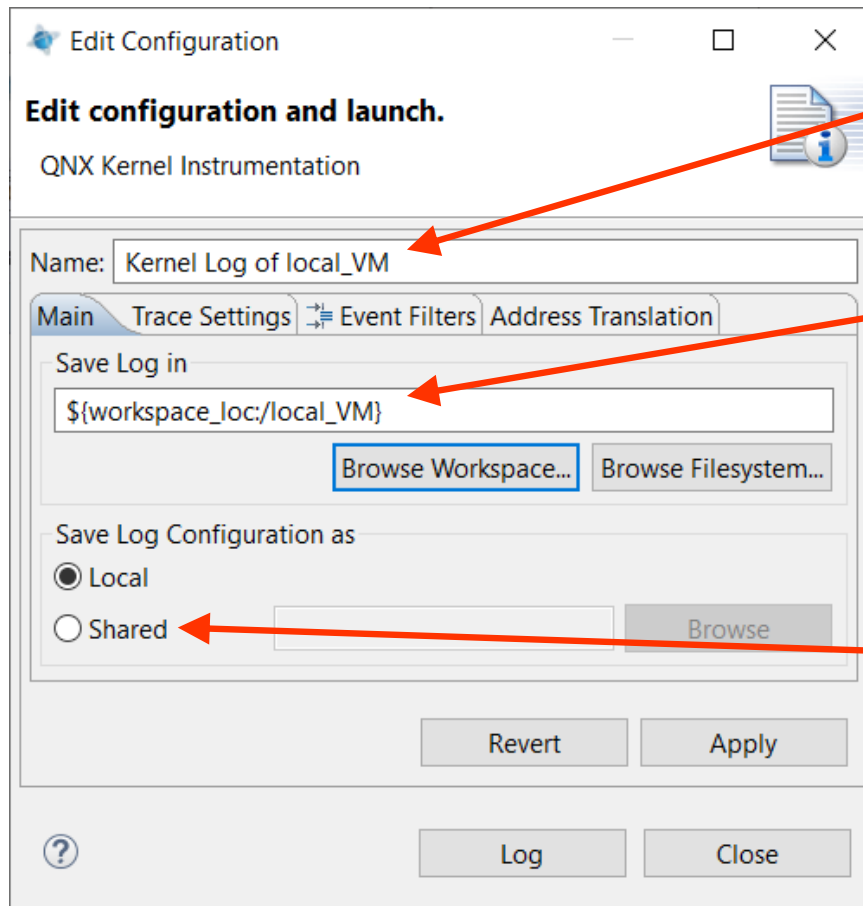 Edit Configuration
Edit configuration and launch.
QNX Kernel Instrumentation
Name: Kernel Log of local_VM
Main Trace Settings Event Filters Address Translation
Save Log in
${workspace_loc:/local_VM}
Browse Workspace... Browse Filesystem...
Save Log Configuration as
Local
Shared Browse
Revert Apply
? Log Close